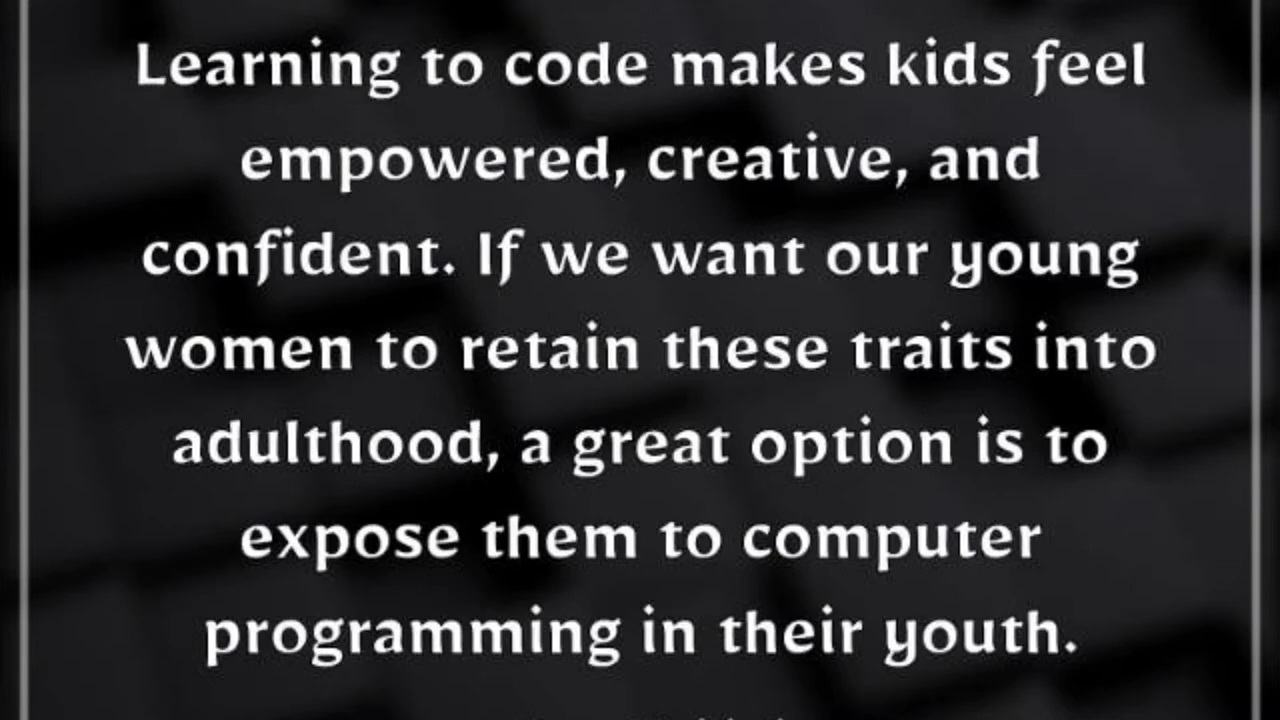 Learning to code makes kids feel
empowered, creative, and
confident. If we want our young
women to retain these traits into
adulthood, a great option is to
expose them to computer
programming in their youth.